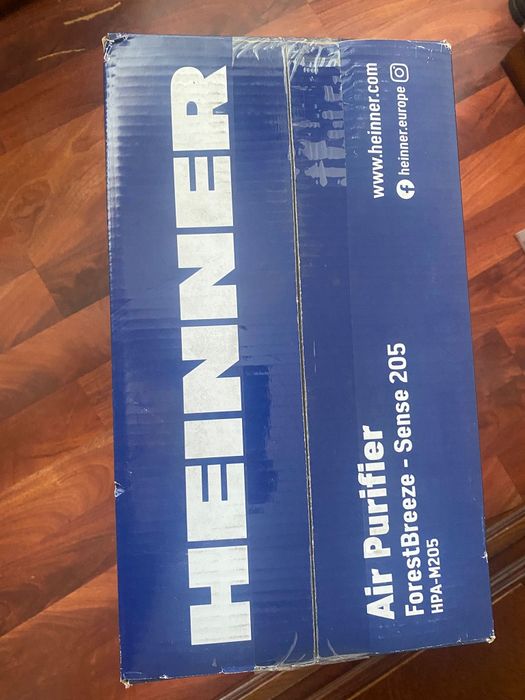 HEINNER
www.heinner.com
heinner.europe
Air Purifier
ForestBreeze - Sense 205
HPA-M205